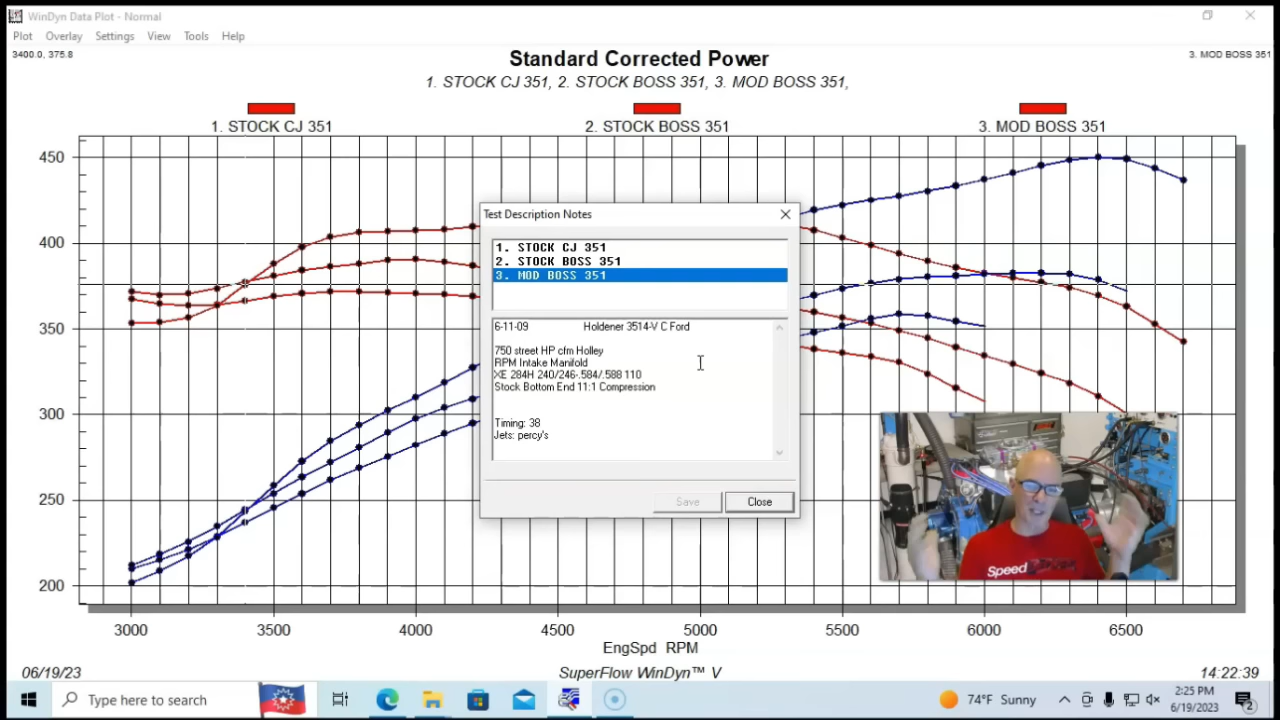 WinDyn Data Plot - Normal
Plot Overlay Settings View Tools Help
3400.0, 375.8
3. MOD BOSS 351
Standard Corrected Power
1. STOCK CJ 351, 2. STOCK BOSS 351, 3. MOD BOSS 351,
1. STOCK CJ 351
2. STOCK BOSS 351
3. MOD BOSS 351
450
400
350
300
250
200
Test Description Notes
1. STOCK CJ 351
2. STOCK BOSS 351
3. MOD BOSS 351
6-11-09 Holdener 3514-V C Ford
750 street HP cfm Holley
RPM Intake Manifold
XE 284H 240/246-.584/.588 110
Stock Bottom End 11:1 Compression
Timing: 38
Jets: percy's
Save
Close
Speed
3000 3500 4000 4500 5000 5500 6000 6500
EngSpd RPM
06/19/23
SuperFlow WinDyn™ V
14:22:39
Type here to search
74°F Sunny
2:25 PM
6/19/2023
2